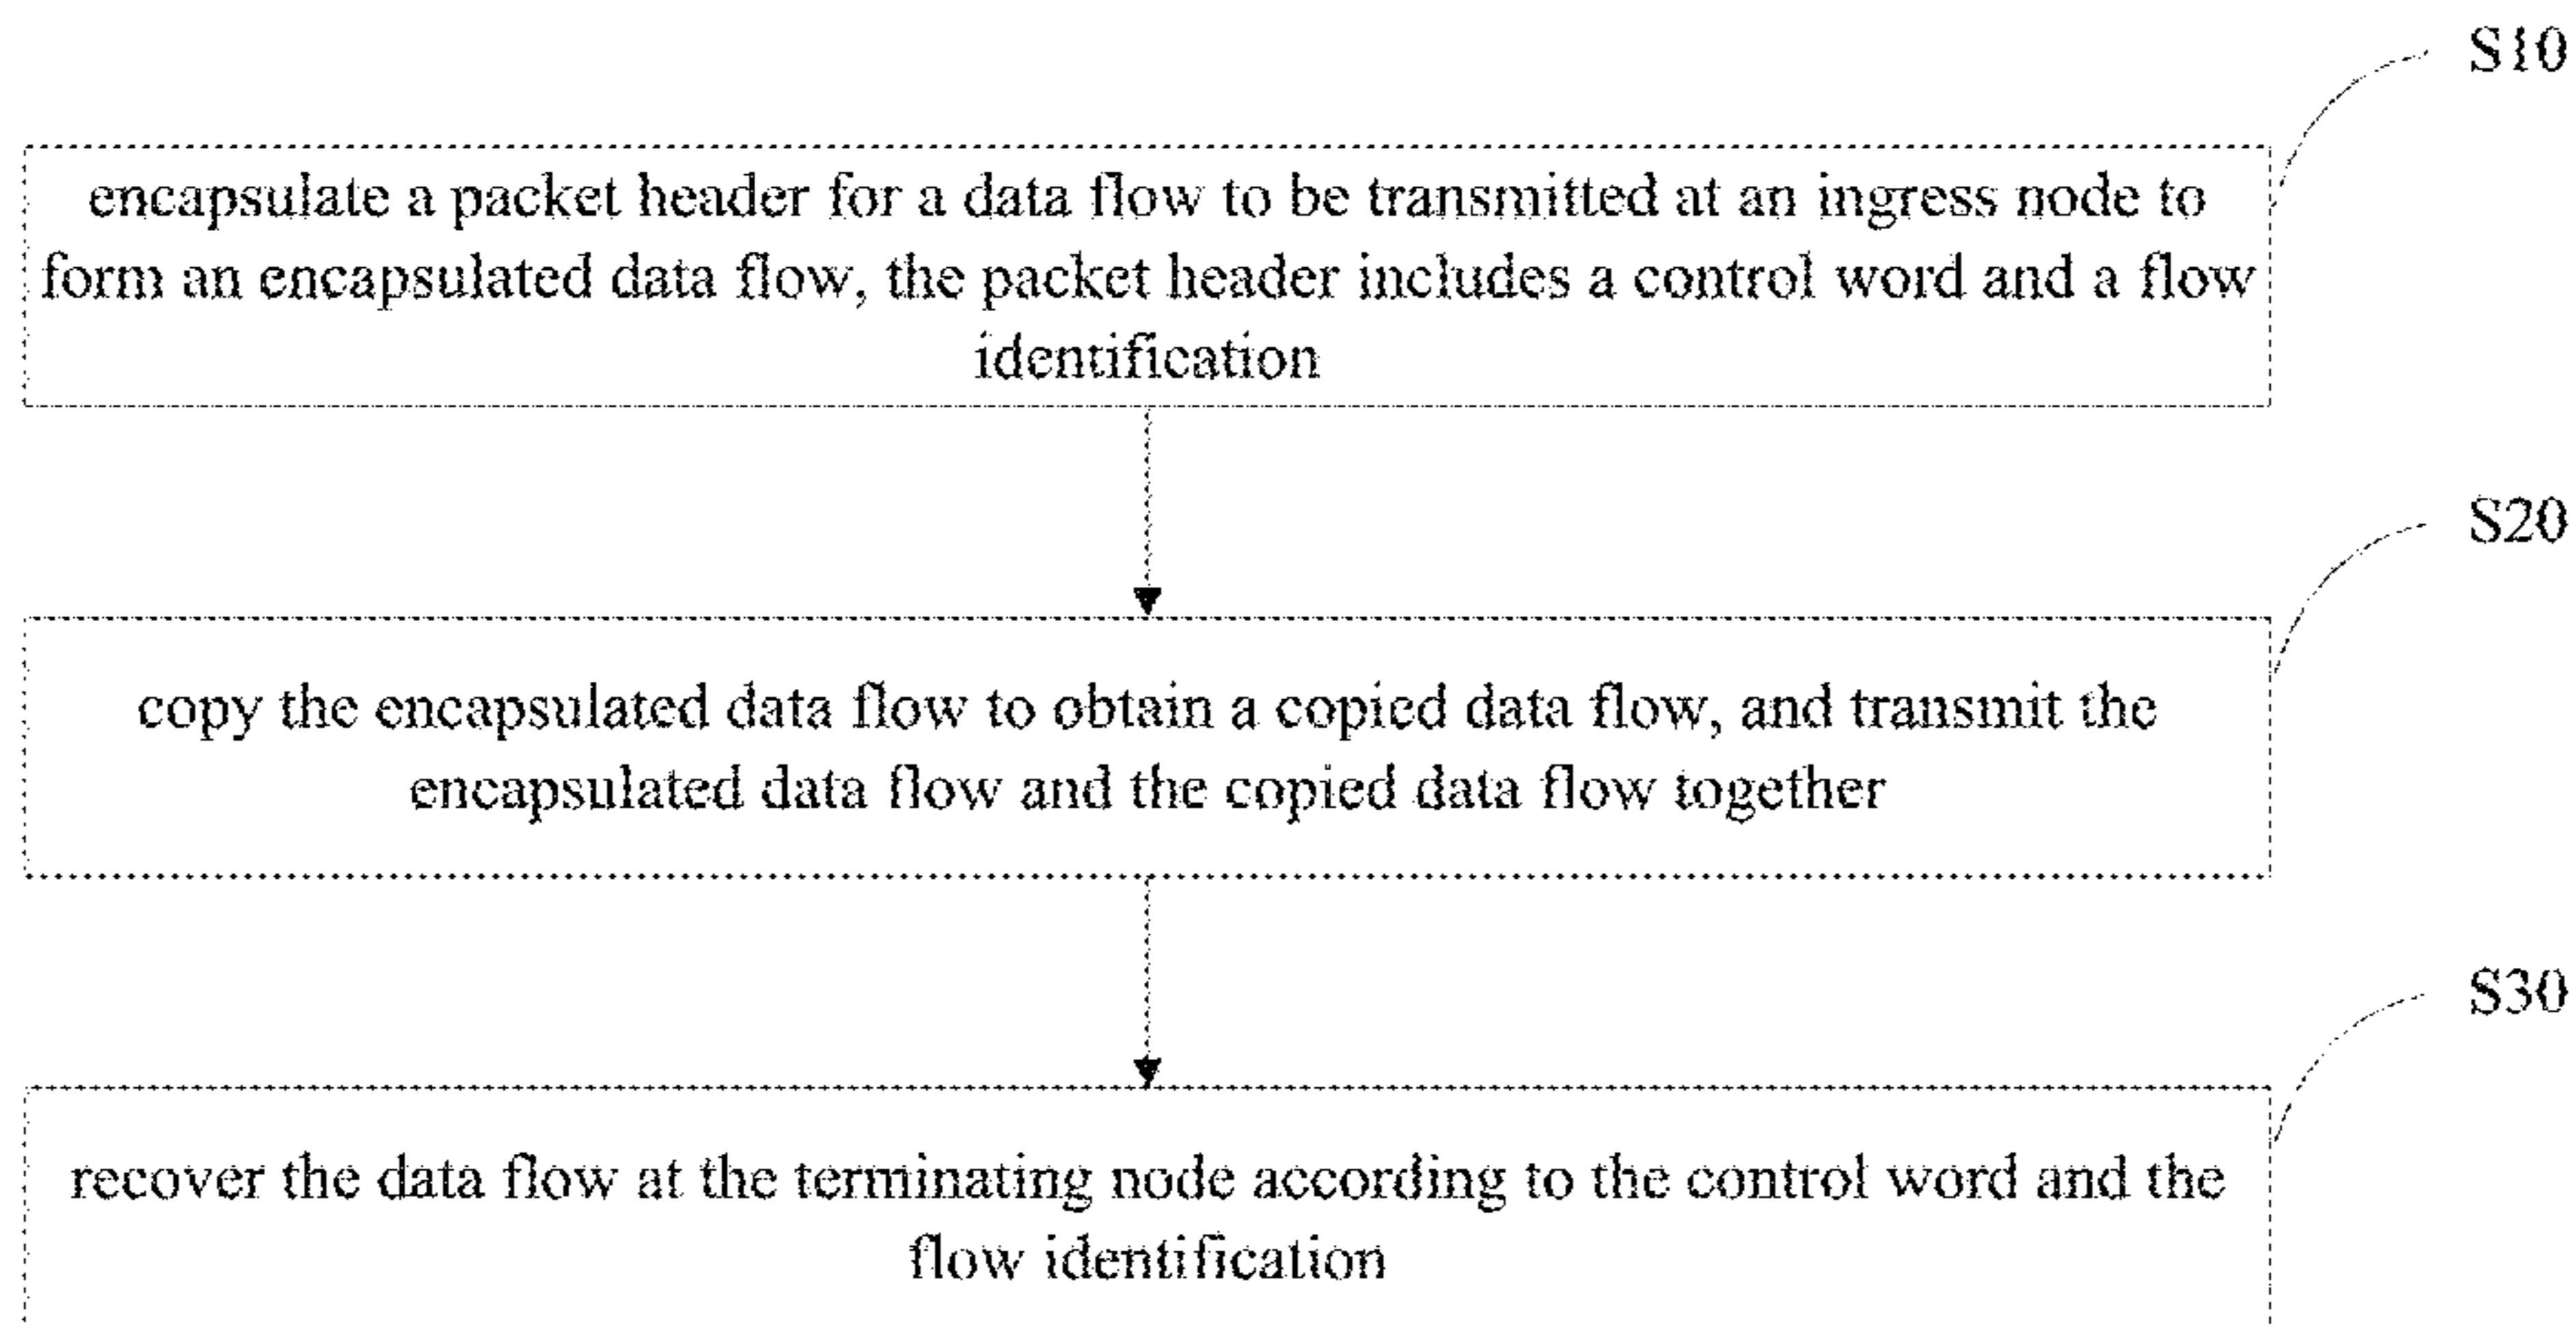 S10
encapsulate a packet header for a data flow to be transmitted at an ingress node to
form an encapsulated data flow, the packet header includes a control word and a flow
identification
S20
copy the encapsulated data flow to obtain a copied data flow, and transmit the
encapsulated data flow and the copied data flow together
S30
recover the data flow at the terminating node according to the control word and the
flow identification